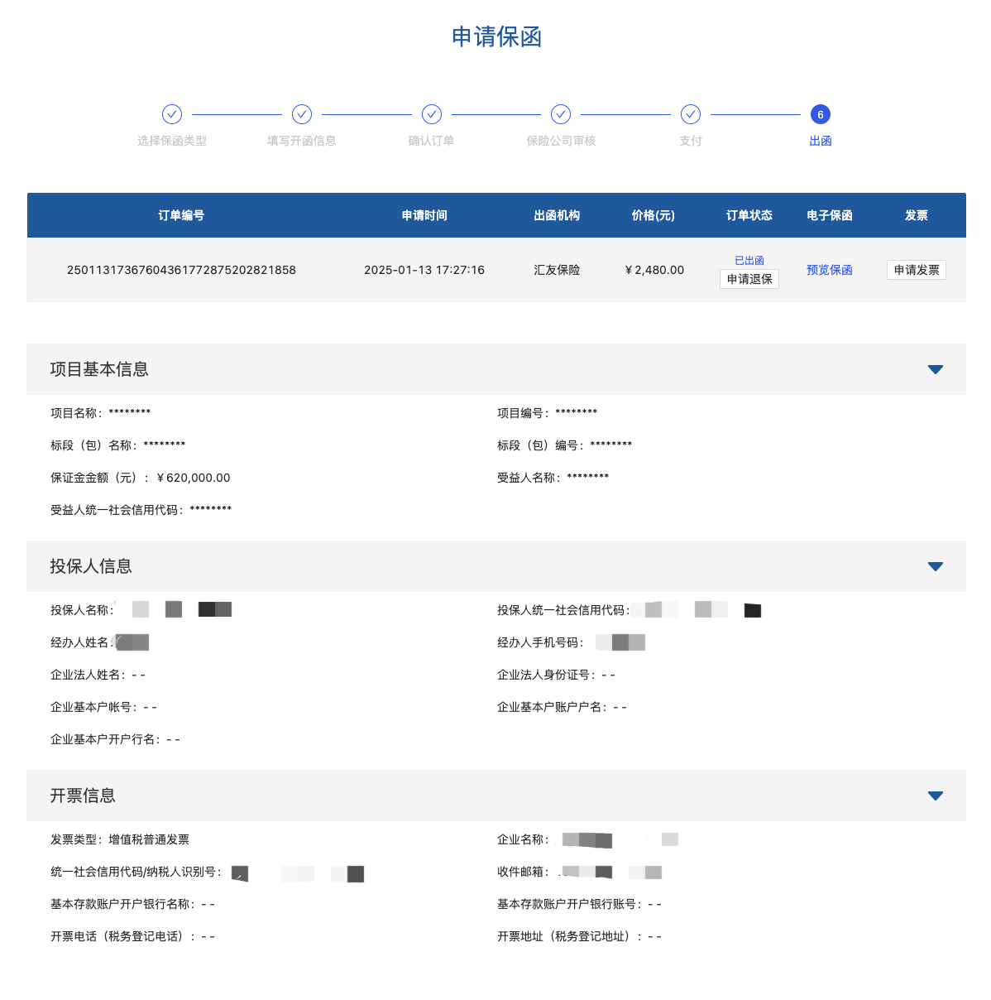 申请保函
选择保函类型 填写开函信息 确认订单 保险公司审核 支付 6 出函
订单编号 申请时间 出函机构 价格(元) 订单状态 电子保函 发票
25011317367604361772875202821858 2025-01-13 17:27:16 汇友保险 ¥2,480.00 已出函 申请退保 预览保函 申请发票
项目基本信息
项目名称：******** 项目编号：********
标段（包）名称：******** 标段（包）编号：********
保证金金额（元）：¥620,000.00 受益人名称：********
受益人统一社会信用代码：********
投保人信息
投保人名称： 投保人统一社会信用代码：
经办人姓名： 经办人手机号码：
企业法人姓名：- - 企业法人身份证号：- -
企业基本户帐号：- - 企业基本户账户户名：- -
企业基本户开户行名：- -
开票信息
发票类型：增值税普通发票 企业名称：
统一社会信用代码/纳税人识别号： 收件邮箱：
基本存款账户开户银行名称：- - 基本存款账户开户银行账号：- -
开票电话（税务登记电话）：- - 开票地址（税务登记地址）：- -